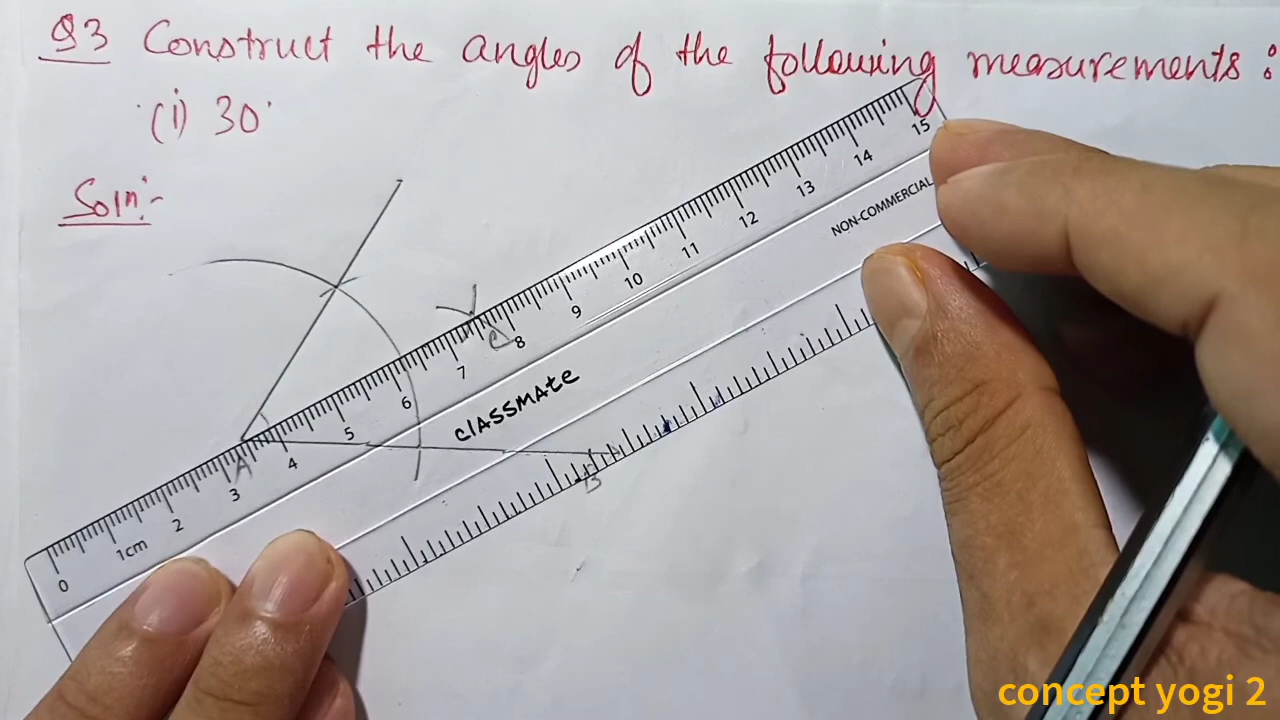 Q3 Construct the angles of the following measurements :
(i) 30°
Soln:-
C
A
B
0 1cm 2 3 4 5 6 7 8 9 10 11 12 13 14 15
classmate
NON-COMMERCIAL
concept yogi 2